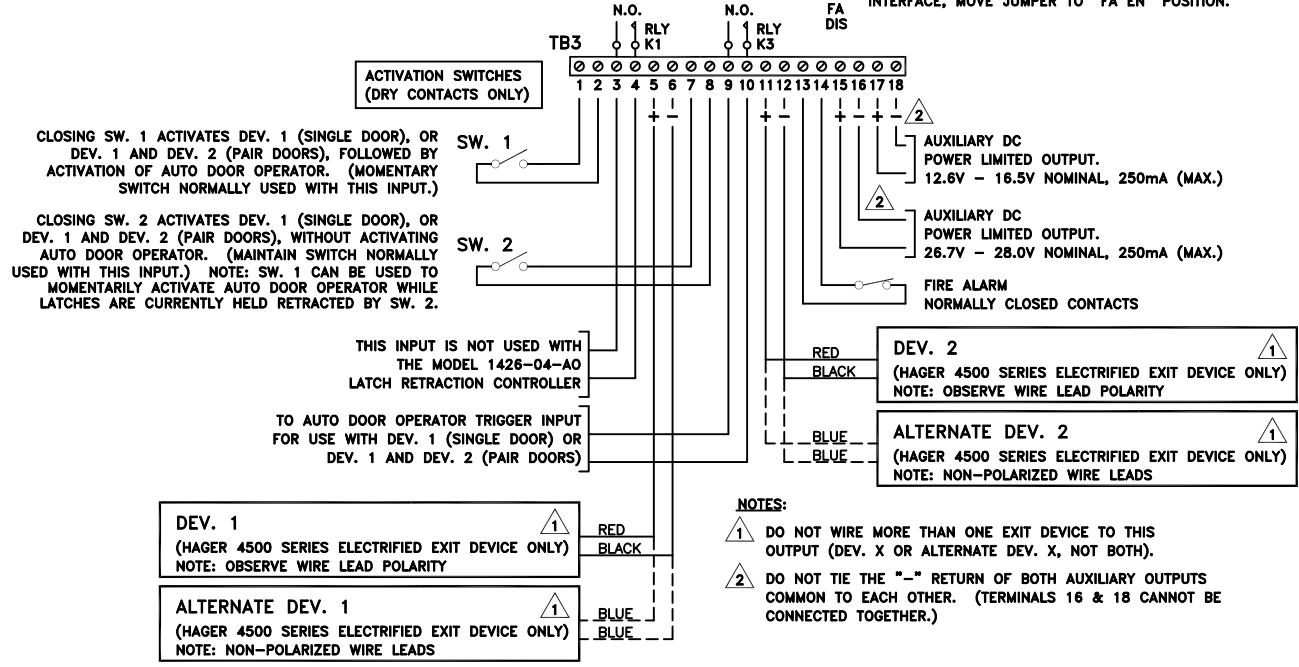 N.O.
RLY
K1
N.O.
RLY
K3
FA
DIS
INTERFACE, MOVE JUMPER TO "FA EN" POSITION.
TB3
1 2 3 4 5 6 7 8 9 10 11 12 13 14 15 16 17 18
+ - + - + - + - 2
ACTIVATION SWITCHES
(DRY CONTACTS ONLY)
CLOSING SW. 1 ACTIVATES DEV. 1 (SINGLE DOOR), OR
DEV. 1 AND DEV. 2 (PAIR DOORS), FOLLOWED BY
ACTIVATION OF AUTO DOOR OPERATOR. (MOMENTARY
SWITCH NORMALLY USED WITH THIS INPUT.)
SW. 1
CLOSING SW. 2 ACTIVATES DEV. 1 (SINGLE DOOR), OR
DEV. 1 AND DEV. 2 (PAIR DOORS), WITHOUT ACTIVATING
AUTO DOOR OPERATOR. (MAINTAIN SWITCH NORMALLY
USED WITH THIS INPUT.) NOTE: SW. 1 CAN BE USED TO
MOMENTARILY ACTIVATE AUTO DOOR OPERATOR WHILE
LATCHES ARE CURRENTLY HELD RETRACTED BY SW. 2.
SW. 2
AUXILIARY DC
POWER LIMITED OUTPUT.
12.6V - 16.5V NOMINAL, 250mA (MAX.)
2
AUXILIARY DC
POWER LIMITED OUTPUT.
26.7V - 28.0V NOMINAL, 250mA (MAX.)
FIRE ALARM
NORMALLY CLOSED CONTACTS
THIS INPUT IS NOT USED WITH
THE MODEL 1426-04-AO
LATCH RETRACTION CONTROLLER
TO AUTO DOOR OPERATOR TRIGGER INPUT
FOR USE WITH DEV. 1 (SINGLE DOOR) OR
DEV. 1 AND DEV. 2 (PAIR DOORS)
RED
BLACK
DEV. 2 1
(HAGER 4500 SERIES ELECTRIFIED EXIT DEVICE ONLY)
NOTE: OBSERVE WIRE LEAD POLARITY
BLUE
BLUE
ALTERNATE DEV. 2 1
(HAGER 4500 SERIES ELECTRIFIED EXIT DEVICE ONLY)
NOTE: NON-POLARIZED WIRE LEADS
DEV. 1 1
(HAGER 4500 SERIES ELECTRIFIED EXIT DEVICE ONLY)
NOTE: OBSERVE WIRE LEAD POLARITY
RED
BLACK
ALTERNATE DEV. 1 1
(HAGER 4500 SERIES ELECTRIFIED EXIT DEVICE ONLY)
NOTE: NON-POLARIZED WIRE LEADS
BLUE
BLUE
NOTES:
1 DO NOT WIRE MORE THAN ONE EXIT DEVICE TO THIS
OUTPUT (DEV. X OR ALTERNATE DEV. X, NOT BOTH).
2 DO NOT TIE THE "-" RETURN OF BOTH AUXILIARY OUTPUTS
COMMON TO EACH OTHER. (TERMINALS 16 & 18 CANNOT BE
CONNECTED TOGETHER.)